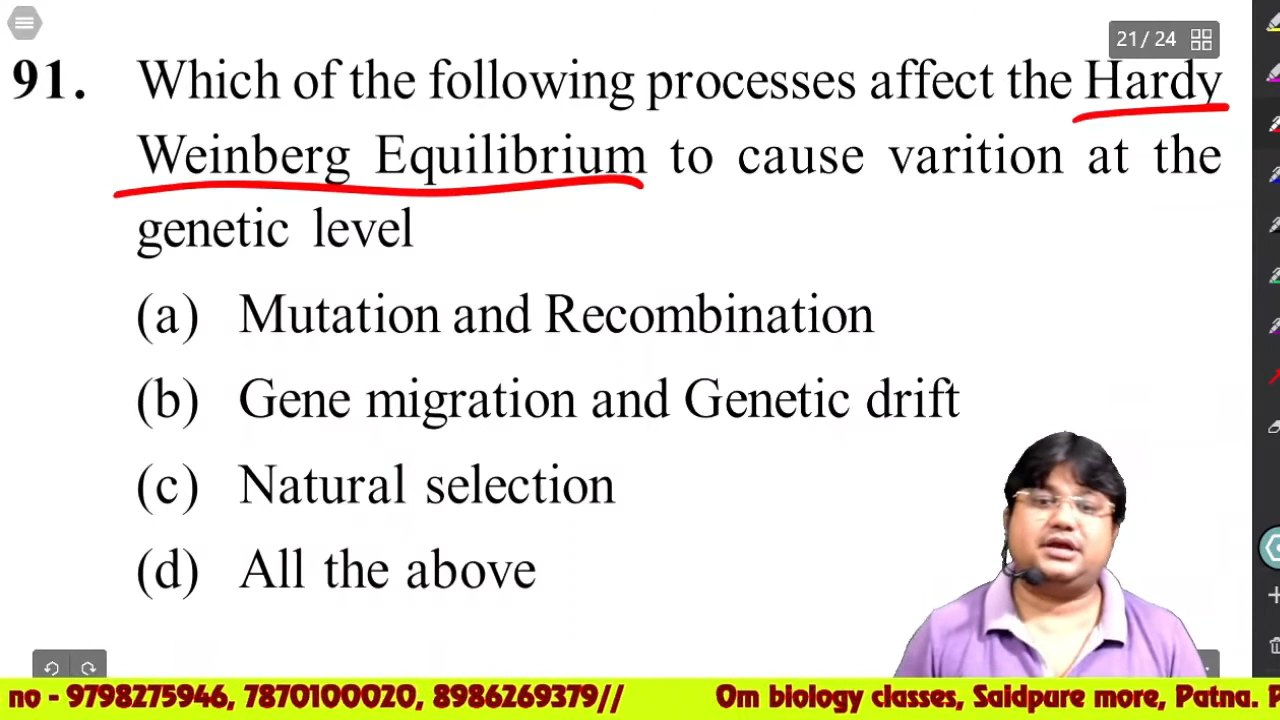 21 / 24
91. Which of the following processes affect the Hardy
Weinberg Equilibrium to cause varition at the
genetic level
(a) Mutation and Recombination
(b) Gene migration and Genetic drift
(c) Natural selection
(d) All the above
no - 9798275946, 7870100020, 8986269379// Om biology classes, Saidpure more, Patna. P